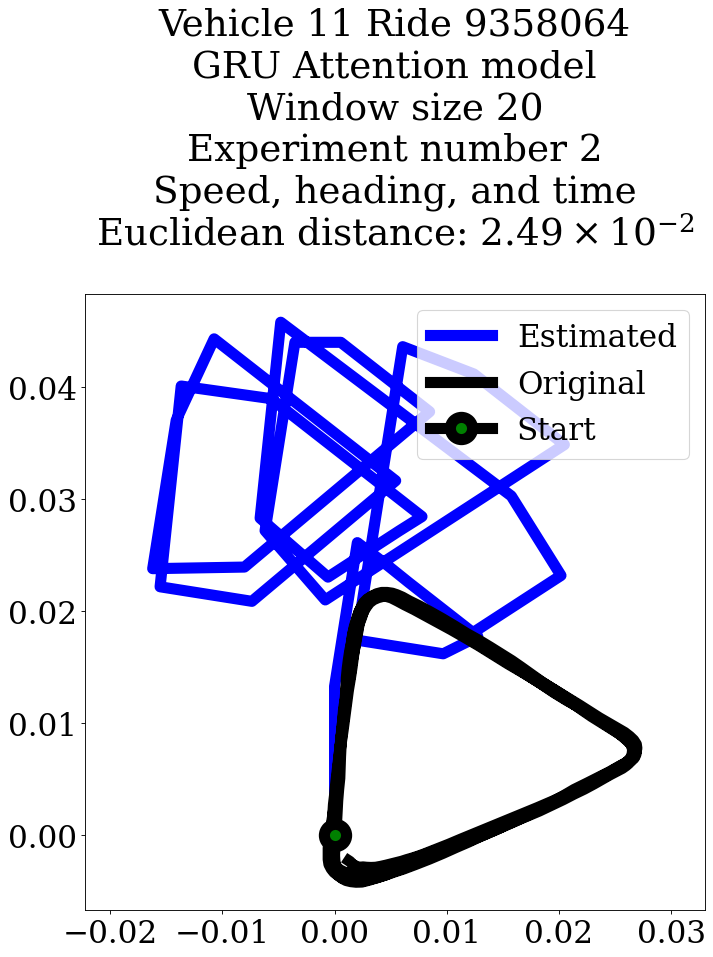 Vehicle 11 Ride 9358064
GRU Attention model
Window size 20
Experiment number 2
Speed, heading, and time
Euclidean distance: 2.49 × 10⁻²
Estimated
Original
Start
0.04
0.03
0.02
0.01
0.00
−0.02 −0.01 0.00 0.01 0.02 0.03